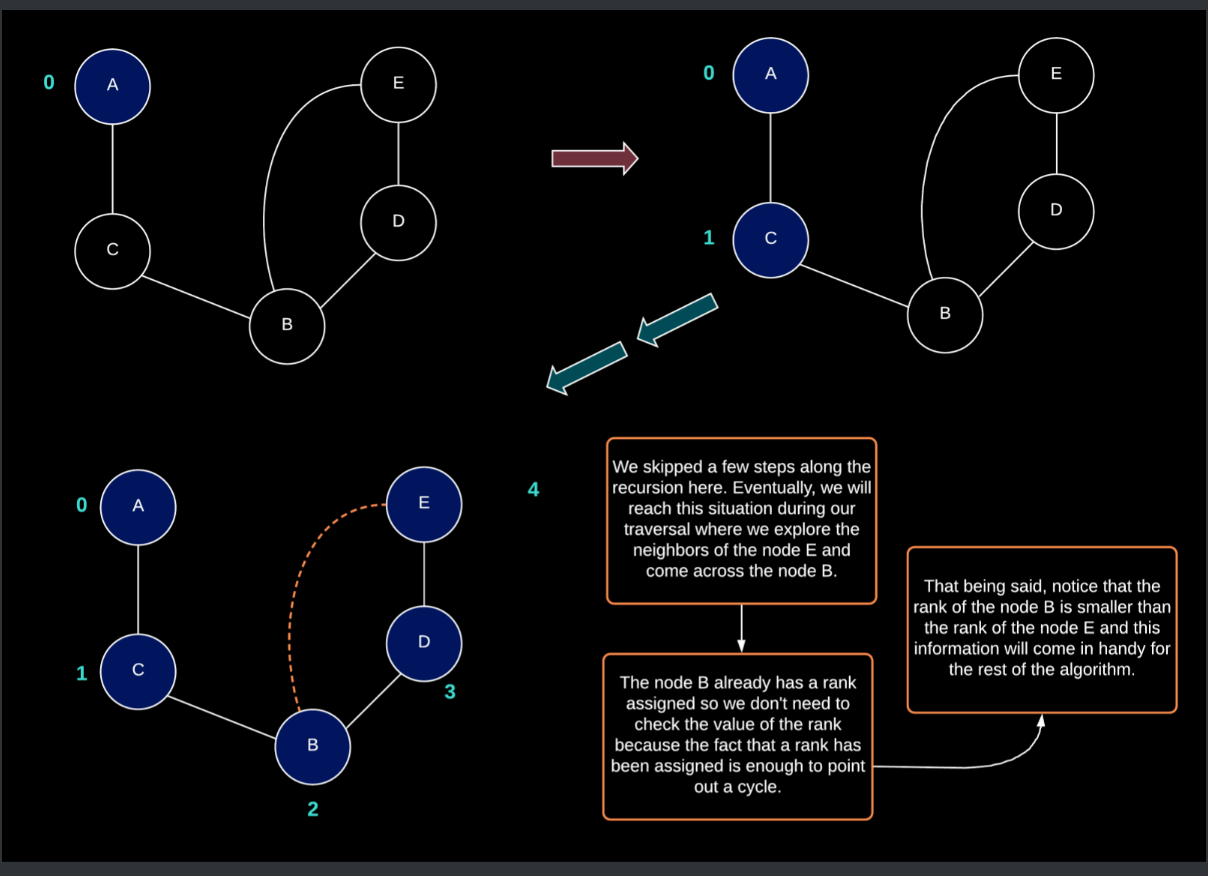 0
A
E
D
C
B
0
A
E
D
1
C
B
0
A
E
4
1
C
D
3
B
2
We skipped a few steps along the
recursion here. Eventually, we will
reach this situation during our
traversal where we explore the
neighbors of the node E and
come across the node B.
The node B already has a rank
assigned so we don't need to
check the value of the rank
because the fact that a rank has
been assigned is enough to point
out a cycle.
That being said, notice that the
rank of the node B is smaller than
the rank of the node E and this
information will come in handy for
the rest of the algorithm.